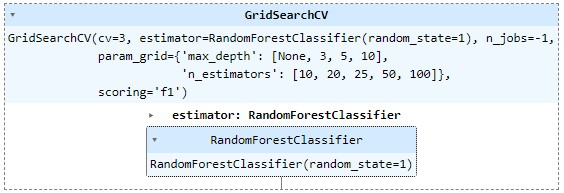 GridSearchCV
GridSearchCV(cv=3, estimator=RandomForestClassifier(random_state=1), n_jobs=-1,
param_grid={'max_depth': [None, 3, 5, 10],
'n_estimators': [10, 20, 25, 50, 100]},
scoring='f1')
estimator: RandomForestClassifier
RandomForestClassifier
RandomForestClassifier(random_state=1)